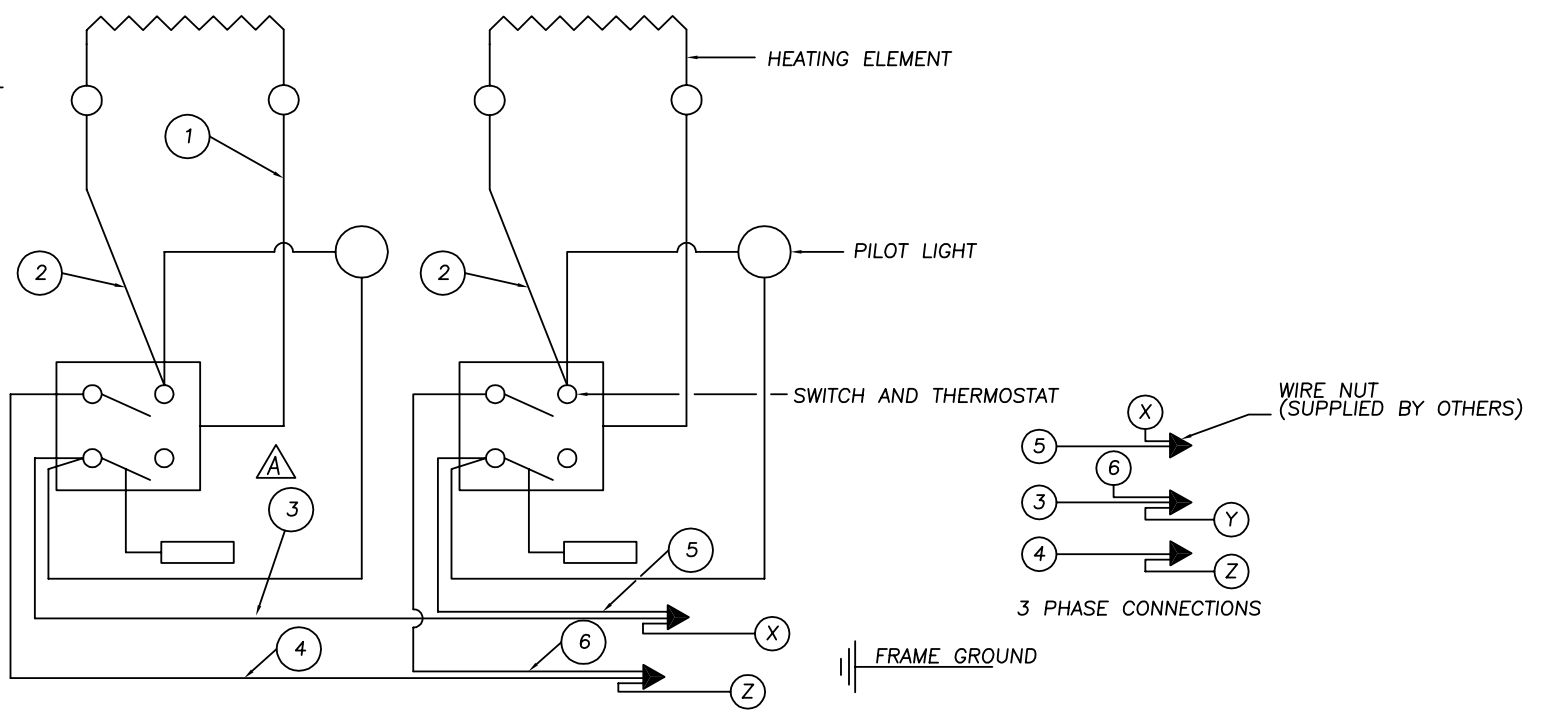 HEATING ELEMENT
1
2
2
PILOT LIGHT
SWITCH AND THERMOSTAT
WIRE NUT
(SUPPLIED BY OTHERS)
X
5
6
3
Y
4
Z
3 PHASE CONNECTIONS
A
3
5
4
6
X
Z
FRAME GROUND